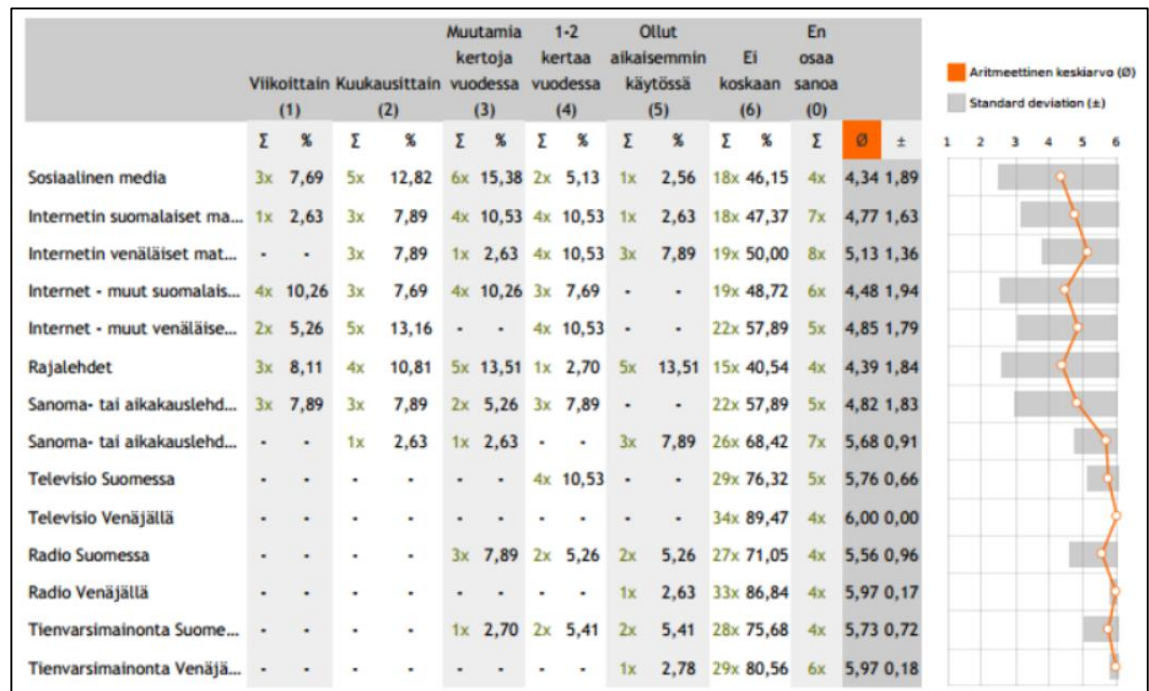 Muutamia 1-2 Ollut En
kertoja kertaa aikaisemmin Ei osaa
Viikoittain Kuukausittain vuodessa vuodessa käytössä koskaan sanoa
(1) (2) (3) (4) (5) (6) (0)
Aritmeettinen keskiarvo (Ø)
Standard deviation (±)
Σ % Σ % Σ % Σ % Σ % Σ % Σ Ø ± 1 2 3 4 5 6
Sosiaalinen media 3x 7,69 5x 12,82 6x 15,38 2x 5,13 1x 2,56 18x 46,15 4x 4,34 1,89
Internetin suomalaiset ma... 1x 2,63 3x 7,89 4x 10,53 4x 10,53 1x 2,63 18x 47,37 7x 4,77 1,63
Internetin venäläiset mat... - - 3x 7,89 1x 2,63 4x 10,53 3x 7,89 19x 50,00 8x 5,13 1,36
Internet - muut suomalais... 4x 10,26 3x 7,69 4x 10,26 3x 7,69 - - 19x 48,72 6x 4,48 1,94
Internet - muut venäläise... 2x 5,26 5x 13,16 - - 4x 10,53 - - 22x 57,89 5x 4,85 1,79
Rajalehdet 3x 8,11 4x 10,81 5x 13,51 1x 2,70 5x 13,51 15x 40,54 4x 4,39 1,84
Sanoma- tai aikakauslehd... 3x 7,89 3x 7,89 2x 5,26 3x 7,89 - - 22x 57,89 5x 4,82 1,83
Sanoma- tai aikakauslehd... - - 1x 2,63 1x 2,63 - - 3x 7,89 26x 68,42 7x 5,68 0,91
Televisio Suomessa - - - - - - 4x 10,53 - - 29x 76,32 5x 5,76 0,66
Televisio Venäjällä - - - - - - - - - - 34x 89,47 4x 6,00 0,00
Radio Suomessa - - - - 3x 7,89 2x 5,26 2x 5,26 27x 71,05 4x 5,56 0,96
Radio Venäjällä - - - - - - - - 1x 2,63 33x 86,84 4x 5,97 0,17
Tienvarsimainonta Suome... - - - - 1x 2,70 2x 5,41 2x 5,41 28x 75,68 4x 5,73 0,72
Tienvarsimainonta Venäjä... - - - - - - - - 1x 2,78 29x 80,56 6x 5,97 0,18